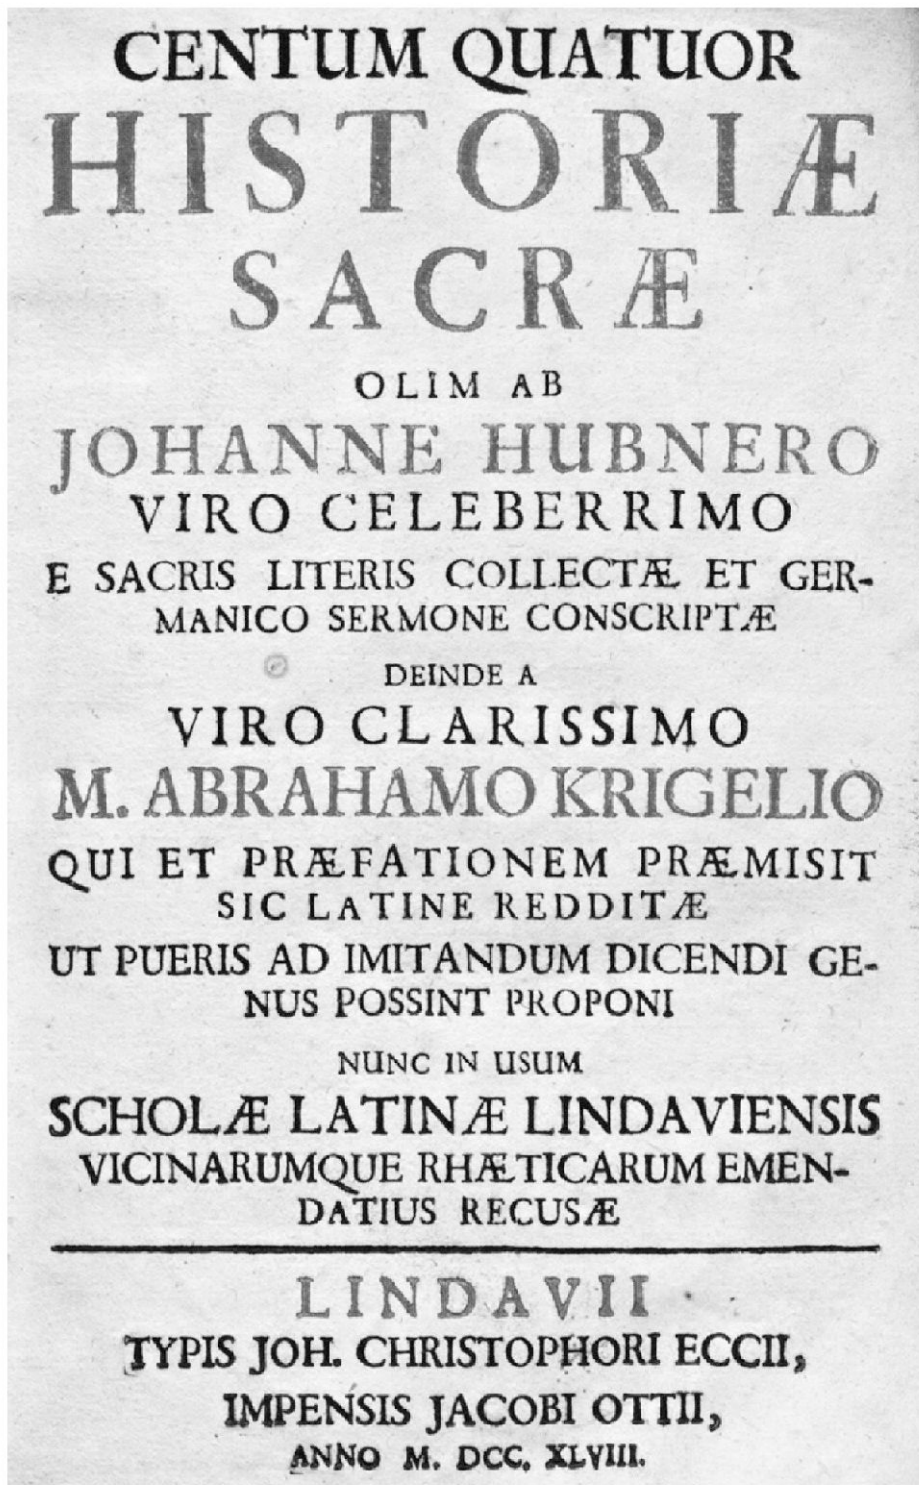 CENTUM QUATUOR
HISTORIÆ
SACRÆ
OLIM AB
JOHANNE HUBNERO
VIRO CELEBERRIMO
E SACRIS LITERIS COLLECTÆ ET GER-
MANICO SERMONE CONSCRIPTÆ
DEINDE A
VIRO CLARISSIMO
M. ABRAHAMO KRIGELIO
QUI ET PRÆFATIONEM PRÆMISIT
SIC LATINE REDDITÆ
UT PUERIS AD IMITANDUM DICENDI GE-
NUS POSSINT PROPONI
NUNC IN USUM
SCHOLÆ LATINÆ LINDAVIENSIS
VICINARUMQUE RHÆTICARUM EMEN-
DATIUS RECUSÆ
LINDAVII
TYPIS JOH. CHRISTOPHORI ECCII,
IMPENSIS JACOBI OTTII,
ANNO M. DCC. XLVIII.